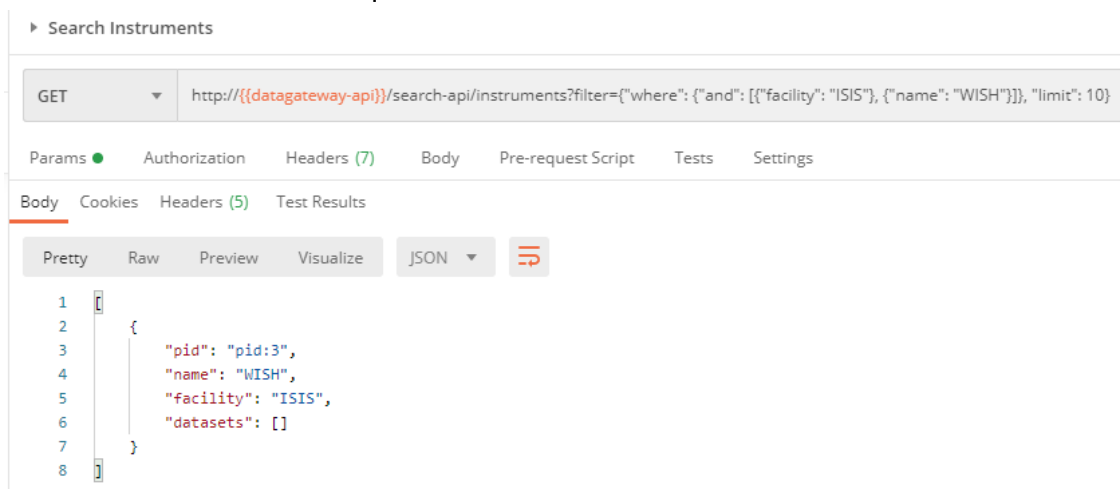 Search Instruments
GET http://{{datagateway-api}}/search-api/instruments?filter={"where": {"and": [{"facility": "ISIS"}, {"name": "WISH"}]}, "limit": 10}
Params Authorization Headers (7) Body Pre-request Script Tests Settings
Body Cookies Headers (5) Test Results
Pretty Raw Preview Visualize JSON
1 [
2 {
3 "pid": "pid:3",
4 "name": "WISH",
5 "facility": "ISIS",
6 "datasets": []
7 }
8 ]